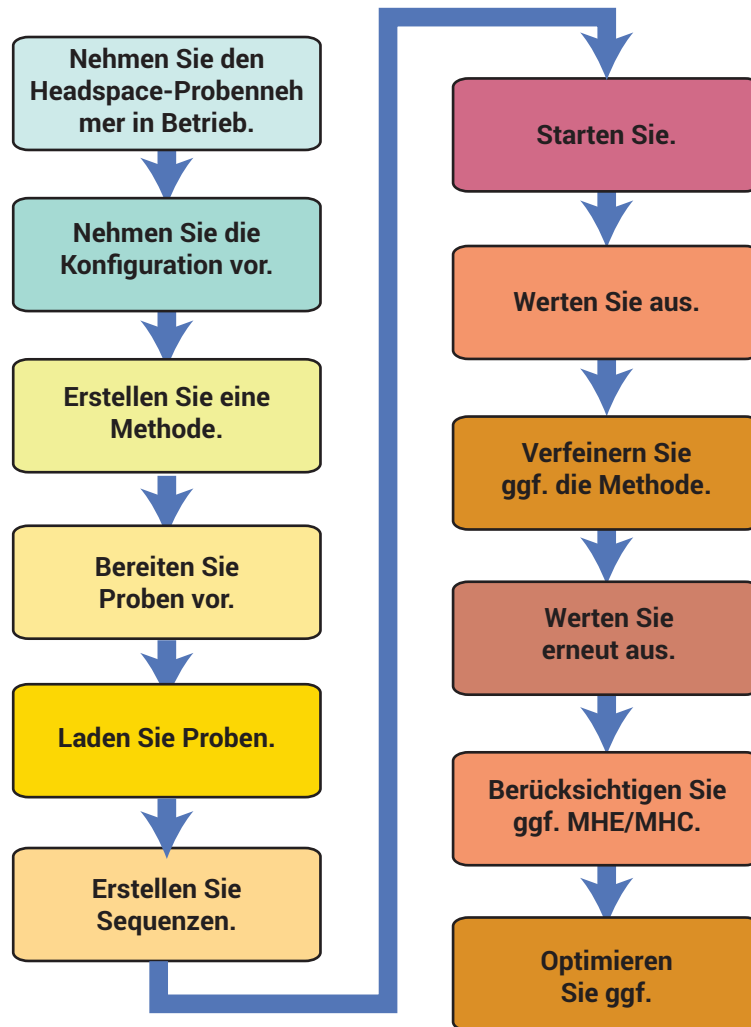 Nehmen Sie den
Headspace-Probenneh
mer in Betrieb.
Nehmen Sie die
Konfiguration vor.
Erstellen Sie eine
Methode.
Bereiten Sie
Proben vor.
Laden Sie Proben.
Erstellen Sie
Sequenzen.
Starten Sie.
Werten Sie aus.
Verfeinern Sie
ggf. die Methode.
Werten Sie
erneut aus.
Berücksichtigen Sie
ggf. MHE/MHC.
Optimieren
Sie ggf.